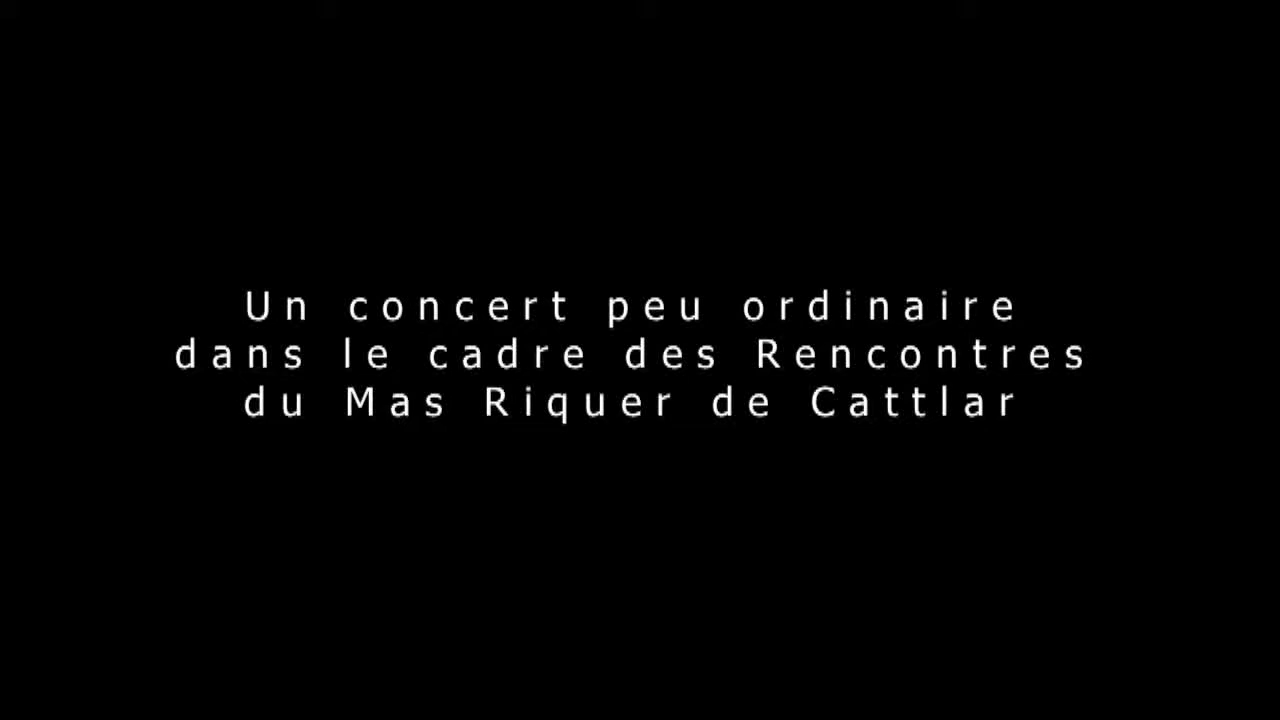 Un concert peu ordinaire
dans le cadre des Rencontres
du Mas Riquer de Cattlar